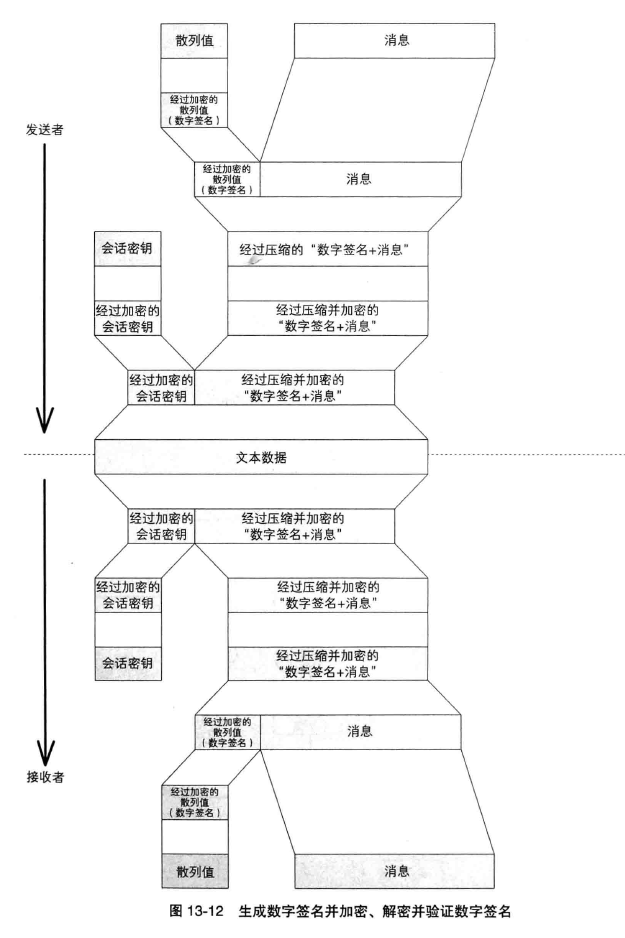 散列值
消息
经过加密的
散列值
（数字签名）
发送者
经过加密的
散列值
（数字签名）
消息
会话密钥
经过压缩的“数字签名+消息”
经过加密的
会话密钥
经过压缩并加密的
“数字签名+消息”
经过加密的
会话密钥
经过压缩并加密的
“数字签名+消息”
文本数据
经过加密的
会话密钥
经过压缩并加密的
“数字签名+消息”
经过加密的
会话密钥
经过压缩并加密的
“数字签名+消息”
会话密钥
经过压缩并加密的
“数字签名+消息”
经过加密的
散列值
（数字签名）
消息
接收者
经过加密的
散列值
（数字签名）
散列值
消息
图 13-12 生成数字签名并加密、解密并验证数字签名